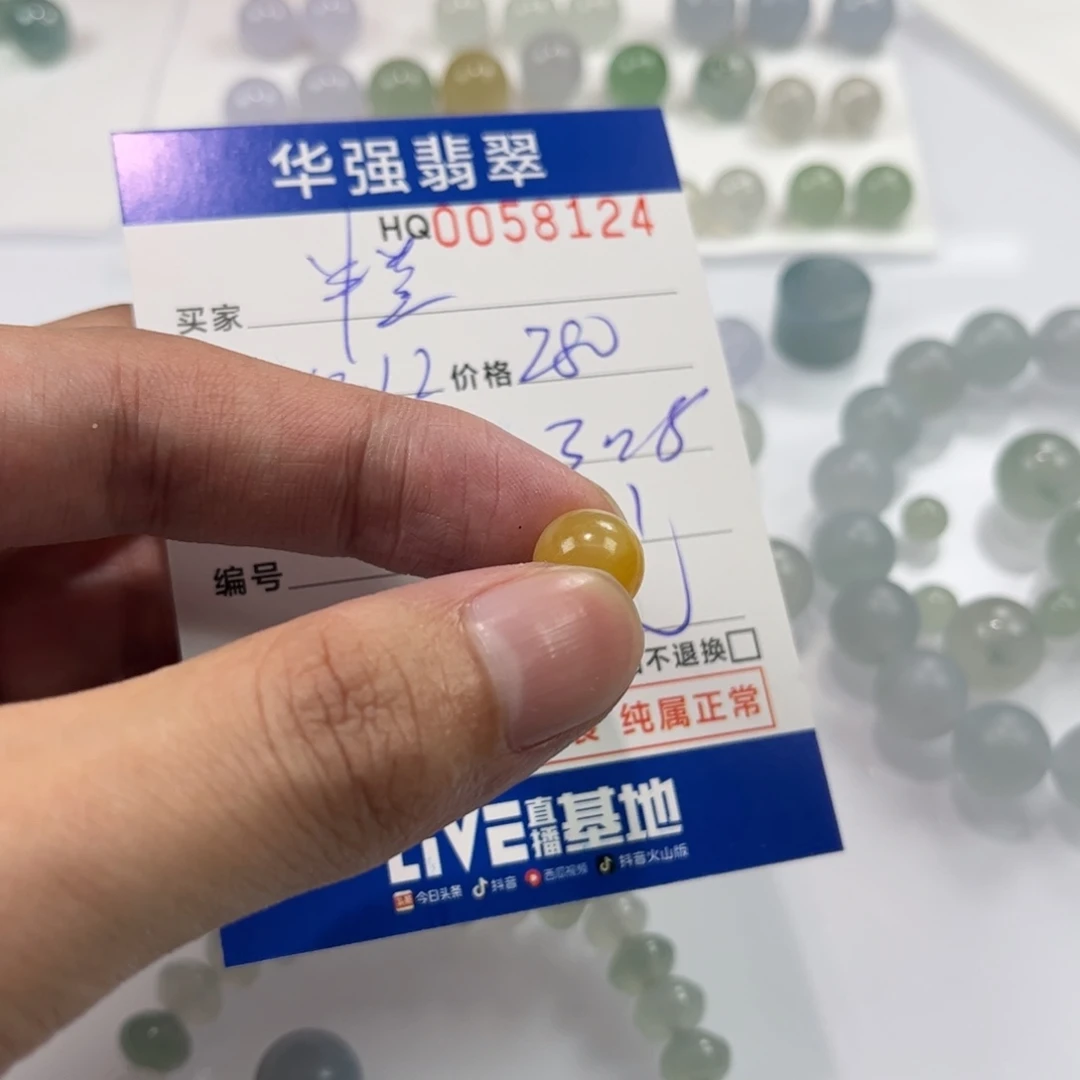 华强翡翠
HQ0058124
买家
12 价格 280
328
编号
不退换
纯属正常
LIVE直播基地
今日头条 抖音 西瓜视频 抖音火山版